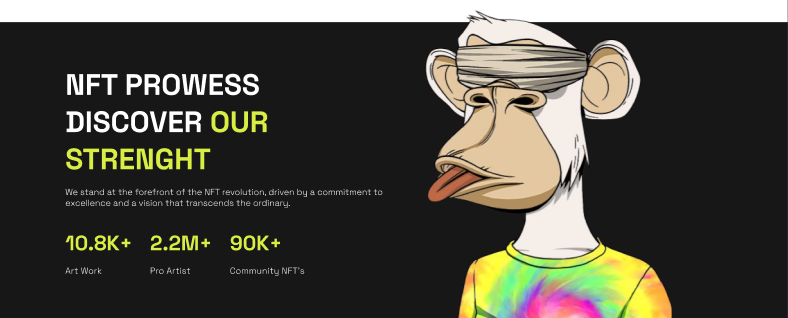 NFT PROWESS
DISCOVER OUR
STRENGHT
We stand at the forefront of the NFT revolution, driven by a commitment to
excellence and a vision that transcends the ordinary.
10.8K+ 2.2M+ 90K+
Art Work Pro Artist Community NFT's